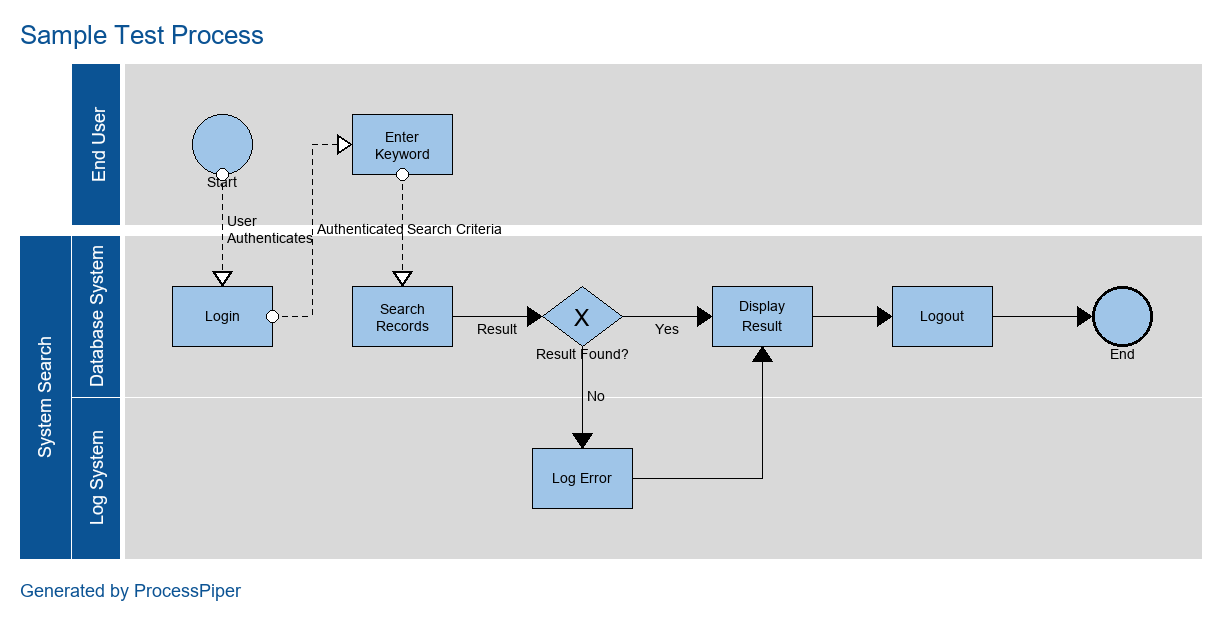 Sample Test Process
End User
Start
Enter
Keyword
User
Authenticates
Authenticated
Search Criteria
System Search
Database System
Login
Search
Records
Result
X
Result Found?
Yes
Display
Result
Logout
End
No
Log System
Log Error
Generated by ProcessPiper